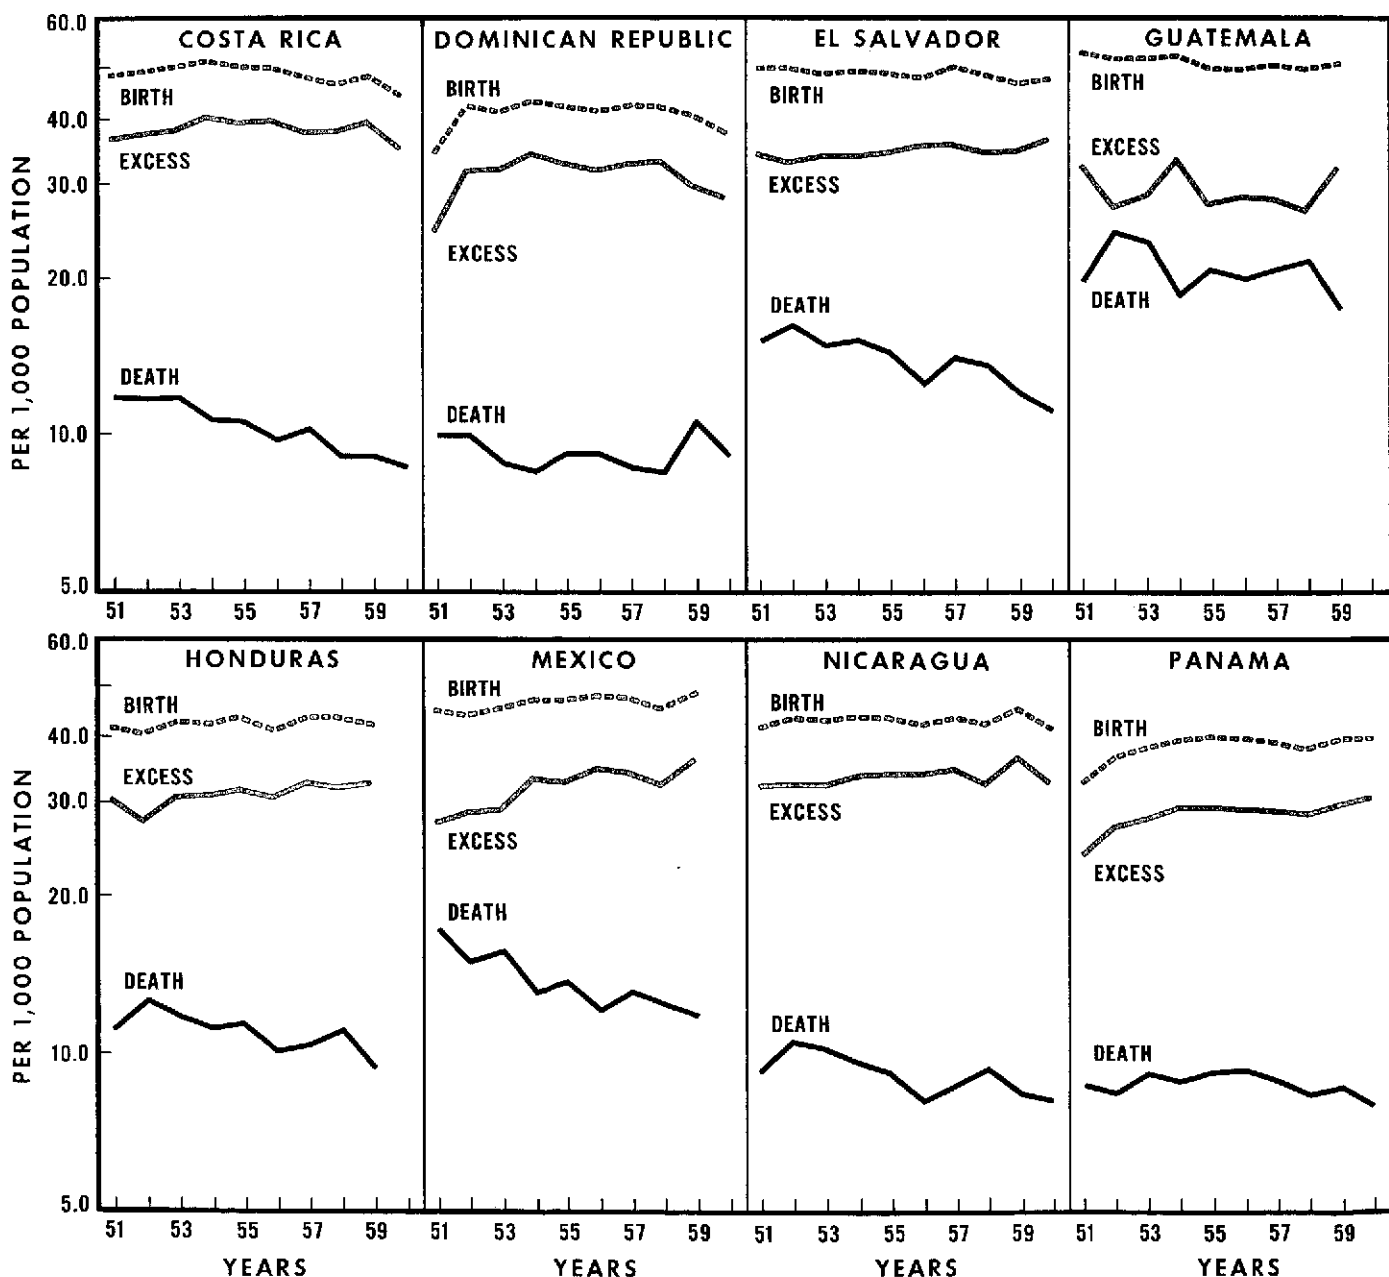 60.0
COSTA RICA
DOMINICAN REPUBLIC
EL SALVADOR
GUATEMALA
BIRTH
BIRTH
BIRTH
BIRTH
40.0
EXCESS
EXCESS
EXCESS
EXCESS
30.0
20.0
DEATH
DEATH
DEATH
DEATH
10.0
5.0
PER 1,000 POPULATION
51 53 55 57 59
51 53 55 57 59
51 53 55 57 59
51 53 55 57 59
60.0
HONDURAS
MEXICO
NICARAGUA
PANAMA
BIRTH
BIRTH
BIRTH
BIRTH
40.0
EXCESS
EXCESS
EXCESS
EXCESS
30.0
20.0
DEATH
DEATH
DEATH
DEATH
10.0
5.0
PER 1,000 POPULATION
51 53 55 57 59
51 53 55 57 59
51 53 55 57 59
51 53 55 57 59
YEARS
YEARS
YEARS
YEARS